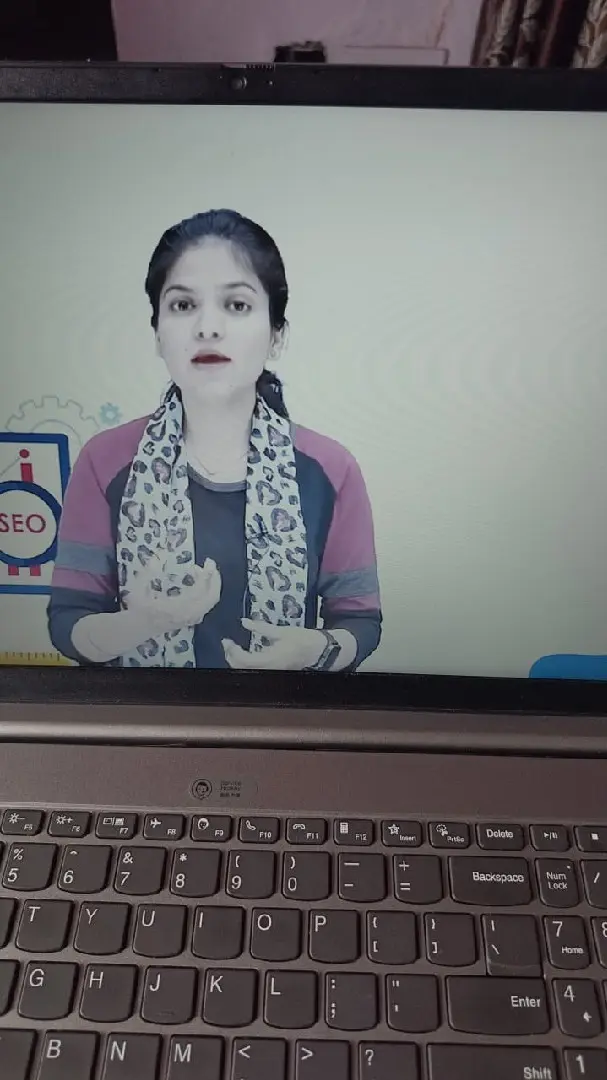 SEO
F5
F6
F7
F8
F9
F10
F11
F12
Insert
PrtSc
Delete
%
5
^
6
&
7
*
8
(
9
)
0
—
-
+
=
Backspace
Num
Lock
/
T
Y
U
I
O
P
{
[
}
]
|
\
7
Home
8
G
H
J
K
L
:
;
"
'
Enter
4
B
N
M
<
>
?
Shift
1